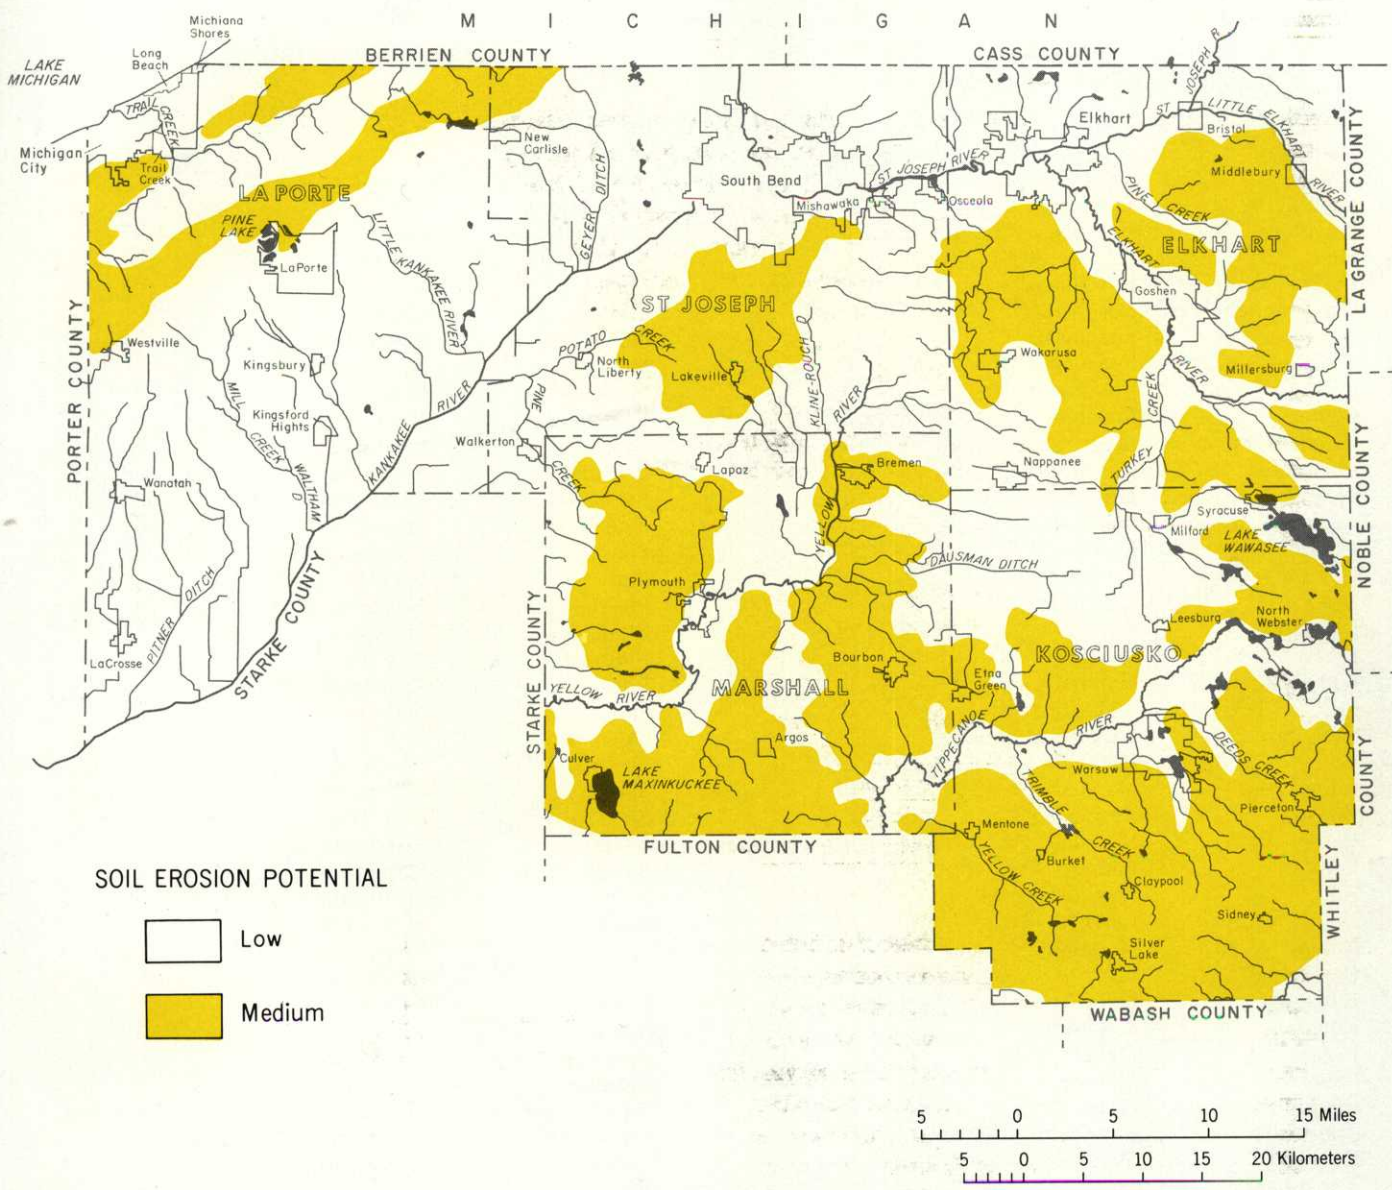 M I C H I G A N
Michiana
Shores
BERRIEN COUNTY
CASS COUNTY
LAKE
MICHIGAN
Long
Beach
ST JOSEPH R
TRAIL
CREEK
LITTLE ELKHART
RIVER
Elkhart
Bristol
Michigan
City
Trail
Creek
New
Carlisle
GEYER DITCH
South Bend
ST JOSEPH RIVER
Mishawaka
Osceola
Middlebury
PINE CREEK
LAGRANGE COUNTY
LA PORTE
PINE
LAKE
LaPorte
LITTLE KANKAKEE RIVER
ELKHART
RIVER
ELKHART
Goshen
ST JOSEPH
PORTER COUNTY
Westville
Kingsbury
POTATO
CREEK
North
Liberty
Lakeville
KLINE-ROUCH D
Wakarusa
Millersburg
MILL
CREEK
Kingsford
Hights
KANKAKEE
RIVER
PINE
CREEK
Walkerton
YELLOW
RIVER
TURKEY
CREEK
Wanatah
WALTHAM
D
Lapaz
Bremen
Nappanee
NOBLE COUNTY
Syracuse
Milford
LAKE
WAWASEE
DAUSMAN DITCH
PITNER
DITCH
STARKE COUNTY
Plymouth
STARKE COUNTY
Leesburg
North
Webster
LaCrosse
KOSCIUSKO
Bourbon
Etna
Green
MARSHALL
YELLOW RIVER
TIPPECANOE
RIVER
Argos
Culver
LAKE
MAXINKUCKEE
Warsaw
DEEDS CREEK
Pierceton
TRIMBLE
CREEK
WHITLEY
COUNTY
Mentone
Burket
YELLOW CREEK
Claypool
Sidney
Silver
Lake
FULTON COUNTY
WABASH COUNTY
SOIL EROSION POTENTIAL
Low
Medium
5 0 5 10 15 Miles
5 0 5 10 15 20 Kilometers